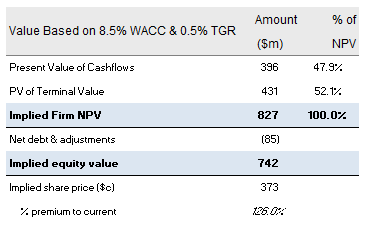 Value Based on 8.5% WACC & 0.5% TGR Amount ($m) % of NPV
Present Value of Cashflows 396 47.9%
PV of Terminal Value 431 52.1%
Implied Firm NPV 827 100.0%
Net debt & adjustments (85)
Implied equity value 742
Implied share price ($c) 373
% premium to current 126.0%